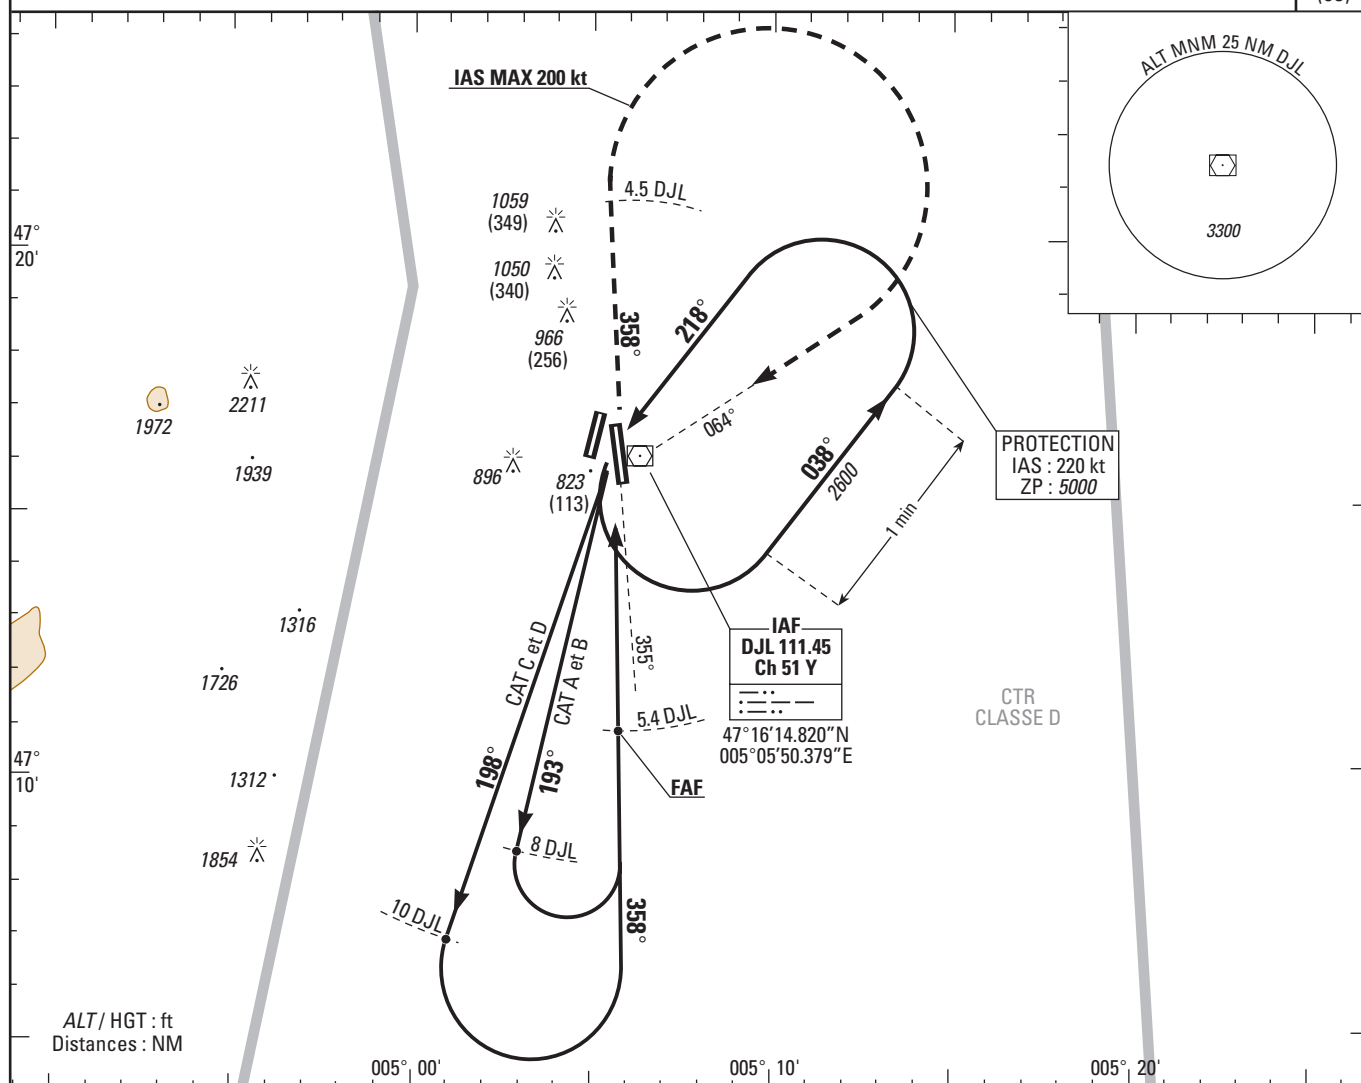 ALT MNM 25 NM DJL
3300
IAS MAX 200 kt
4.5 DJL
1059
(349)
1050
(340)
966
(256)
47°
20'
358°
218°
064°
2211
1972
1939
896
823
(113)
038°
2600
1 min
PROTECTION
IAS : 220 kt
ZP : 5000
1316
1726
CAT C et D
CAT A et B
355°
IAF
DJL 111.45
Ch 51 Y
47°16'14.820"N
005°05'50.379"E
CTR
CLASSE D
5.4 DJL
FAF
47°
10'
1312
198°
193°
1854
8 DJL
10 DJL
358°
ALT / HGT : ft
Distances : NM
005° 00'
005° 10'
005° 20'